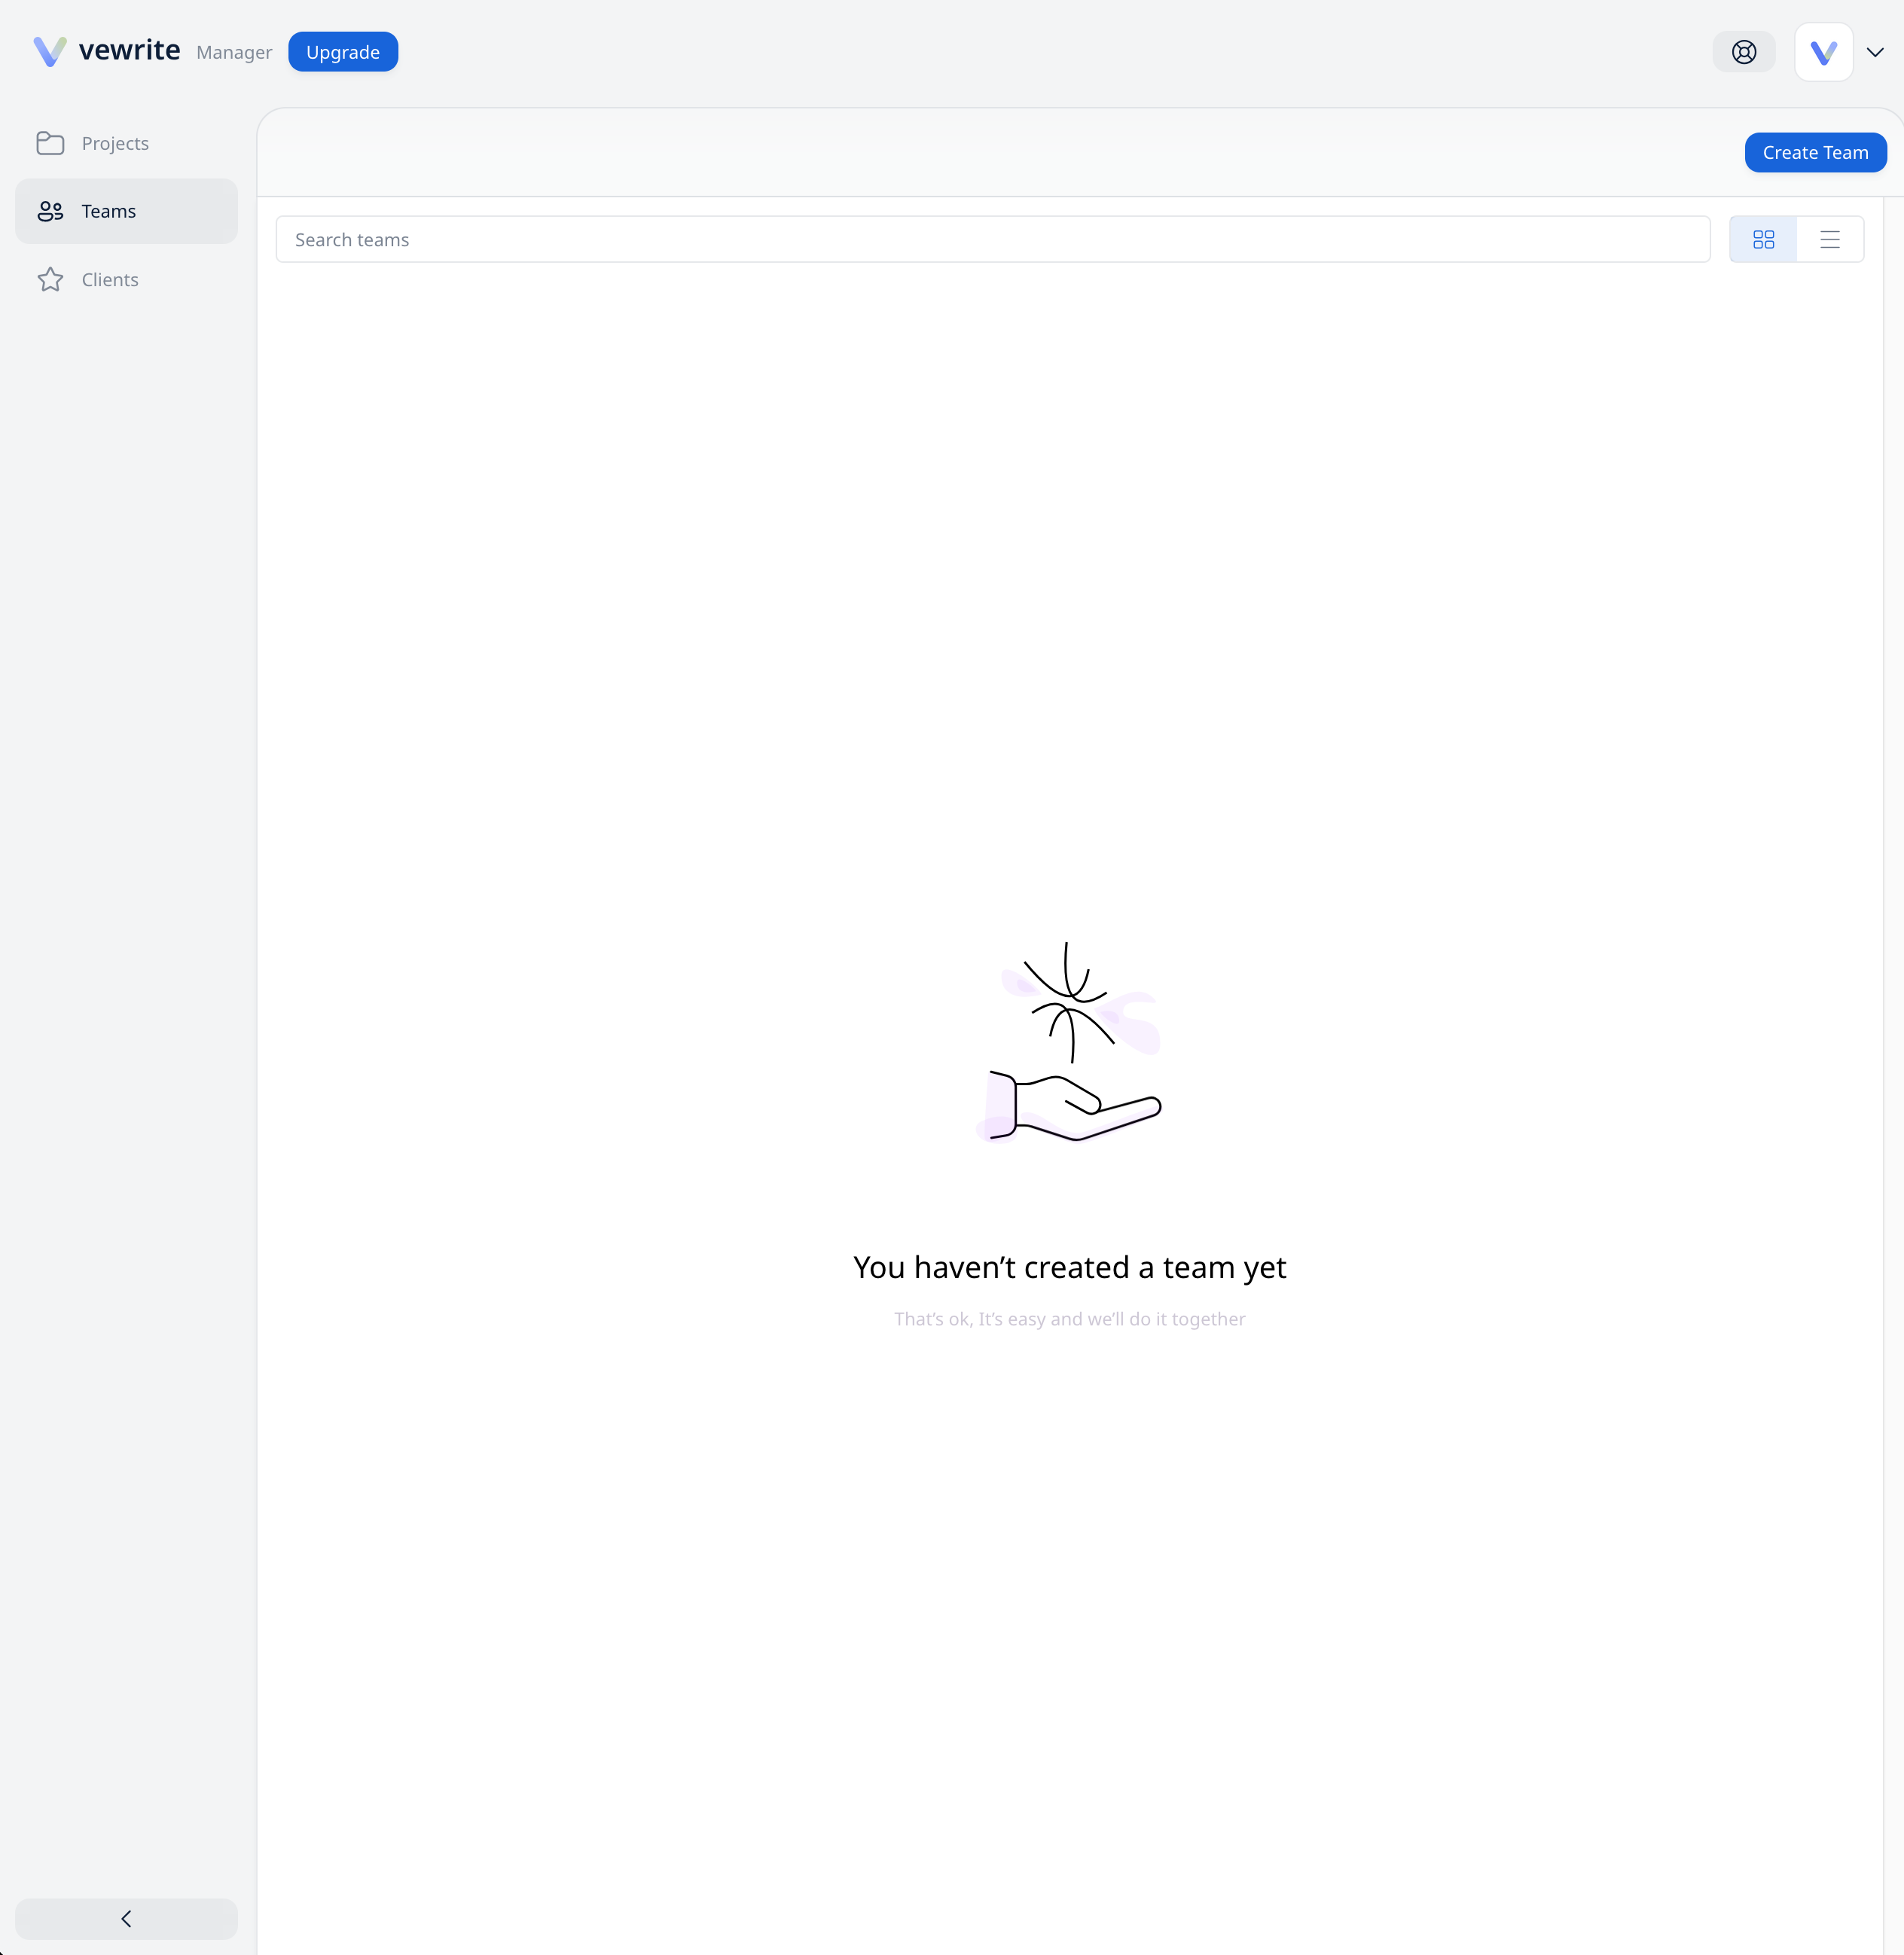 vewrite Manager Upgrade
Projects
Teams
Clients
Create Team
Search teams
You haven’t created a team yet
That’s ok, It’s easy and we’ll do it together